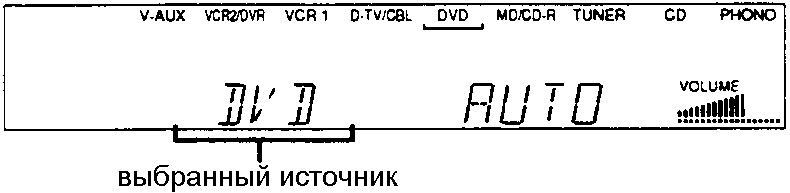 V-AUX VCR2/DVR VCR 1 D-TV/CBL DVD MD/CD-R TUNER CD PHONO
DVD AUTO VOLUME
выбранный источник